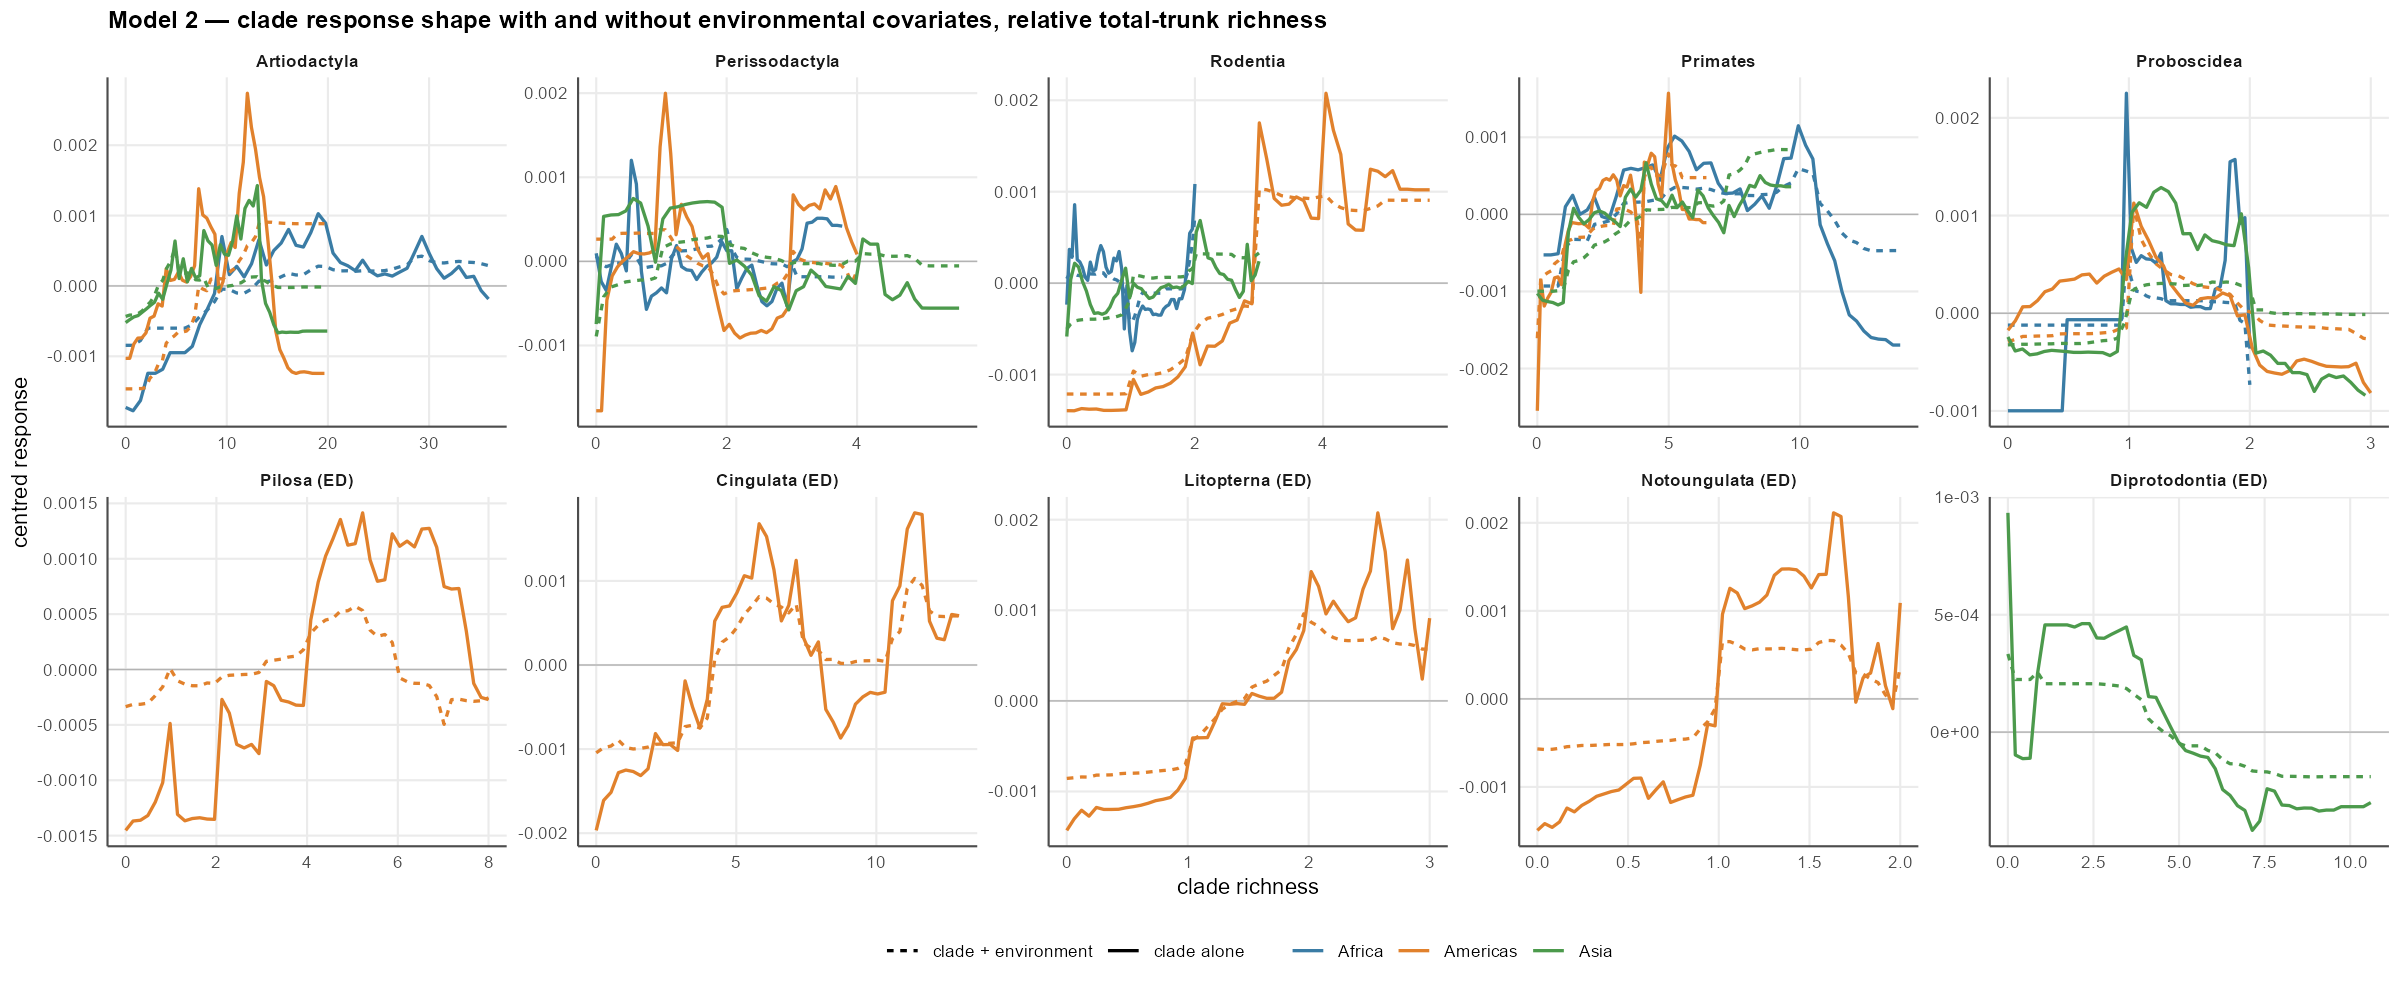 Model 2 — clade response shape with and without environmental covariates, relative total-trunk richness
Artiodactyla
Perissodactyla
Rodentia
Primates
Proboscidea
0.002
0.001
0.000
-0.001
0 10 20 30
0.002
0.001
0.000
-0.001
0 2 4
0.002
0.001
0.000
-0.001
0 2 4
0.001
0.000
-0.001
-0.002
0 5 10
0.002
0.001
0.000
-0.001
0 1 2 3
centred response
Pilosa (ED)
Cingulata (ED)
Litopterna (ED)
Notoungulata (ED)
Diprotodontia (ED)
0.0015
0.0010
0.0005
0.0000
-0.0005
-0.0010
-0.0015
0 2 4 6 8
0.001
0.000
-0.001
-0.002
0 5 10
0.002
0.001
0.000
-0.001
0 1 2 3
0.002
0.001
0.000
-0.001
0.0 0.5 1.0 1.5 2.0
1e-03
5e-04
0e+00
0.0 2.5 5.0 7.5 10.0
clade richness
clade + environment clade alone Africa Americas Asia